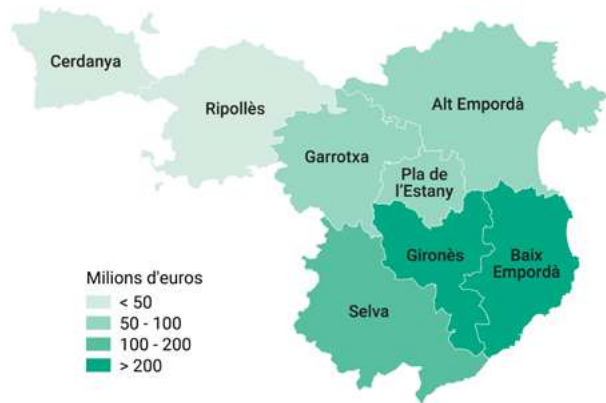 Cerdanya
Ripollès
Alt Empordà
Garrotxa
Pla de
l'Estany
Gironès
Baix
Empordà
Selva
Milions d'euros
< 50
50 - 100
100 - 200
> 200